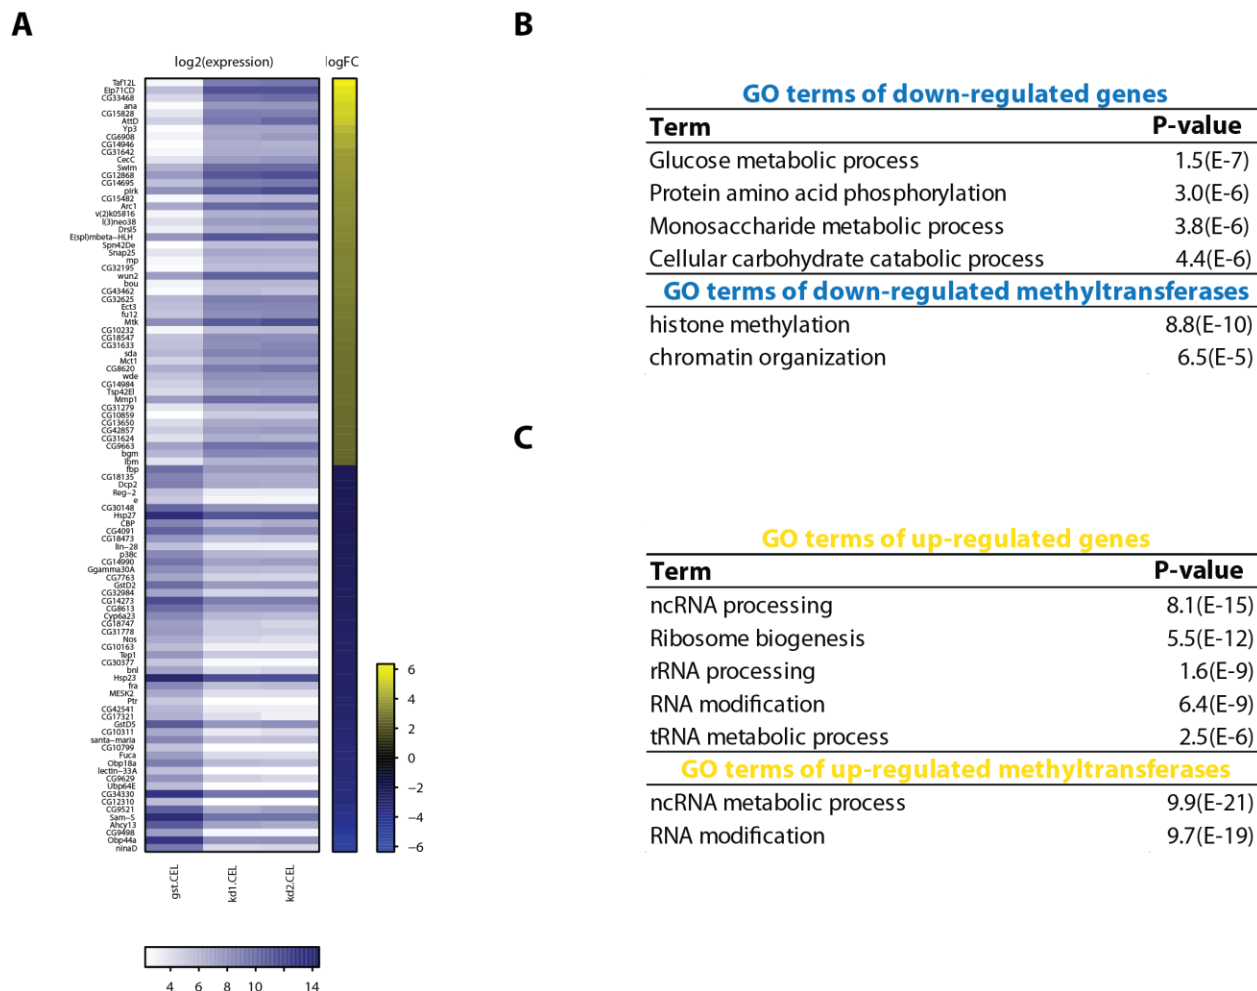 A
log2(expression)
logFC
Taf12L
Eip71CD
CG33468
ana
CG15828
AttD
Yp3
CG6908
CG14946
CG31642
CecC
Swim
CG12868
CG14695
pirk
CG15482
Arc1
v(2)k05816
l(3)neo38
Drsl5
E(spl)mbeta-HLH
Spn42De
Snap25
mp
CG32195
wun2
bou
CG43462
CG32625
Ect3
fu12
Mtk
CG10232
CG18547
CG31633
sda
Mct1
CG8620
wde
CG14984
Tsp42El
Mmp1
CG31279
CG10859
CG13650
CG42857
CG31624
CG9663
bgm
lbm
fbp
CG18135
Dcp2
Reg-2
e
CG30148
Hsp27
CBP
CG4091
CG18473
lin-28
p38c
CG14990
Ggamma30A
CG7763
GstD2
CG32984
CG14273
CG8613
Cyp6a23
CG18747
CG31778
Nos
CG10163
Tep1
CG30377
bnl
Hsp23
fra
MESK2
Ptr
CG42541
CG17321
GstD5
CG10311
santa-maria
CG10799
Fuca
Obp18a
lectin-33A
CG9629
Ubp64E
CG34330
CG12310
CG9521
Sam-S
Ahcy13
CG9498
Obp44a
ninaD
gst.CEL
kd1.CEL
kd2.CEL
6
4
2
0
−2
−4
−6
4 6 8 10 14
B
GO terms of down-regulated genes
Term P-value
Glucose metabolic process 1.5(E-7)
Protein amino acid phosphorylation 3.0(E-6)
Monosaccharide metabolic process 3.8(E-6)
Cellular carbohydrate catabolic process 4.4(E-6)
GO terms of down-regulated methyltransferases
histone methylation 8.8(E-10)
chromatin organization 6.5(E-5)
C
GO terms of up-regulated genes
Term P-value
ncRNA processing 8.1(E-15)
Ribosome biogenesis 5.5(E-12)
rRNA processing 1.6(E-9)
RNA modification 6.4(E-9)
tRNA metabolic process 2.5(E-6)
GO terms of up-regulated methyltransferases
ncRNA metabolic process 9.9(E-21)
RNA modification 9.7(E-19)